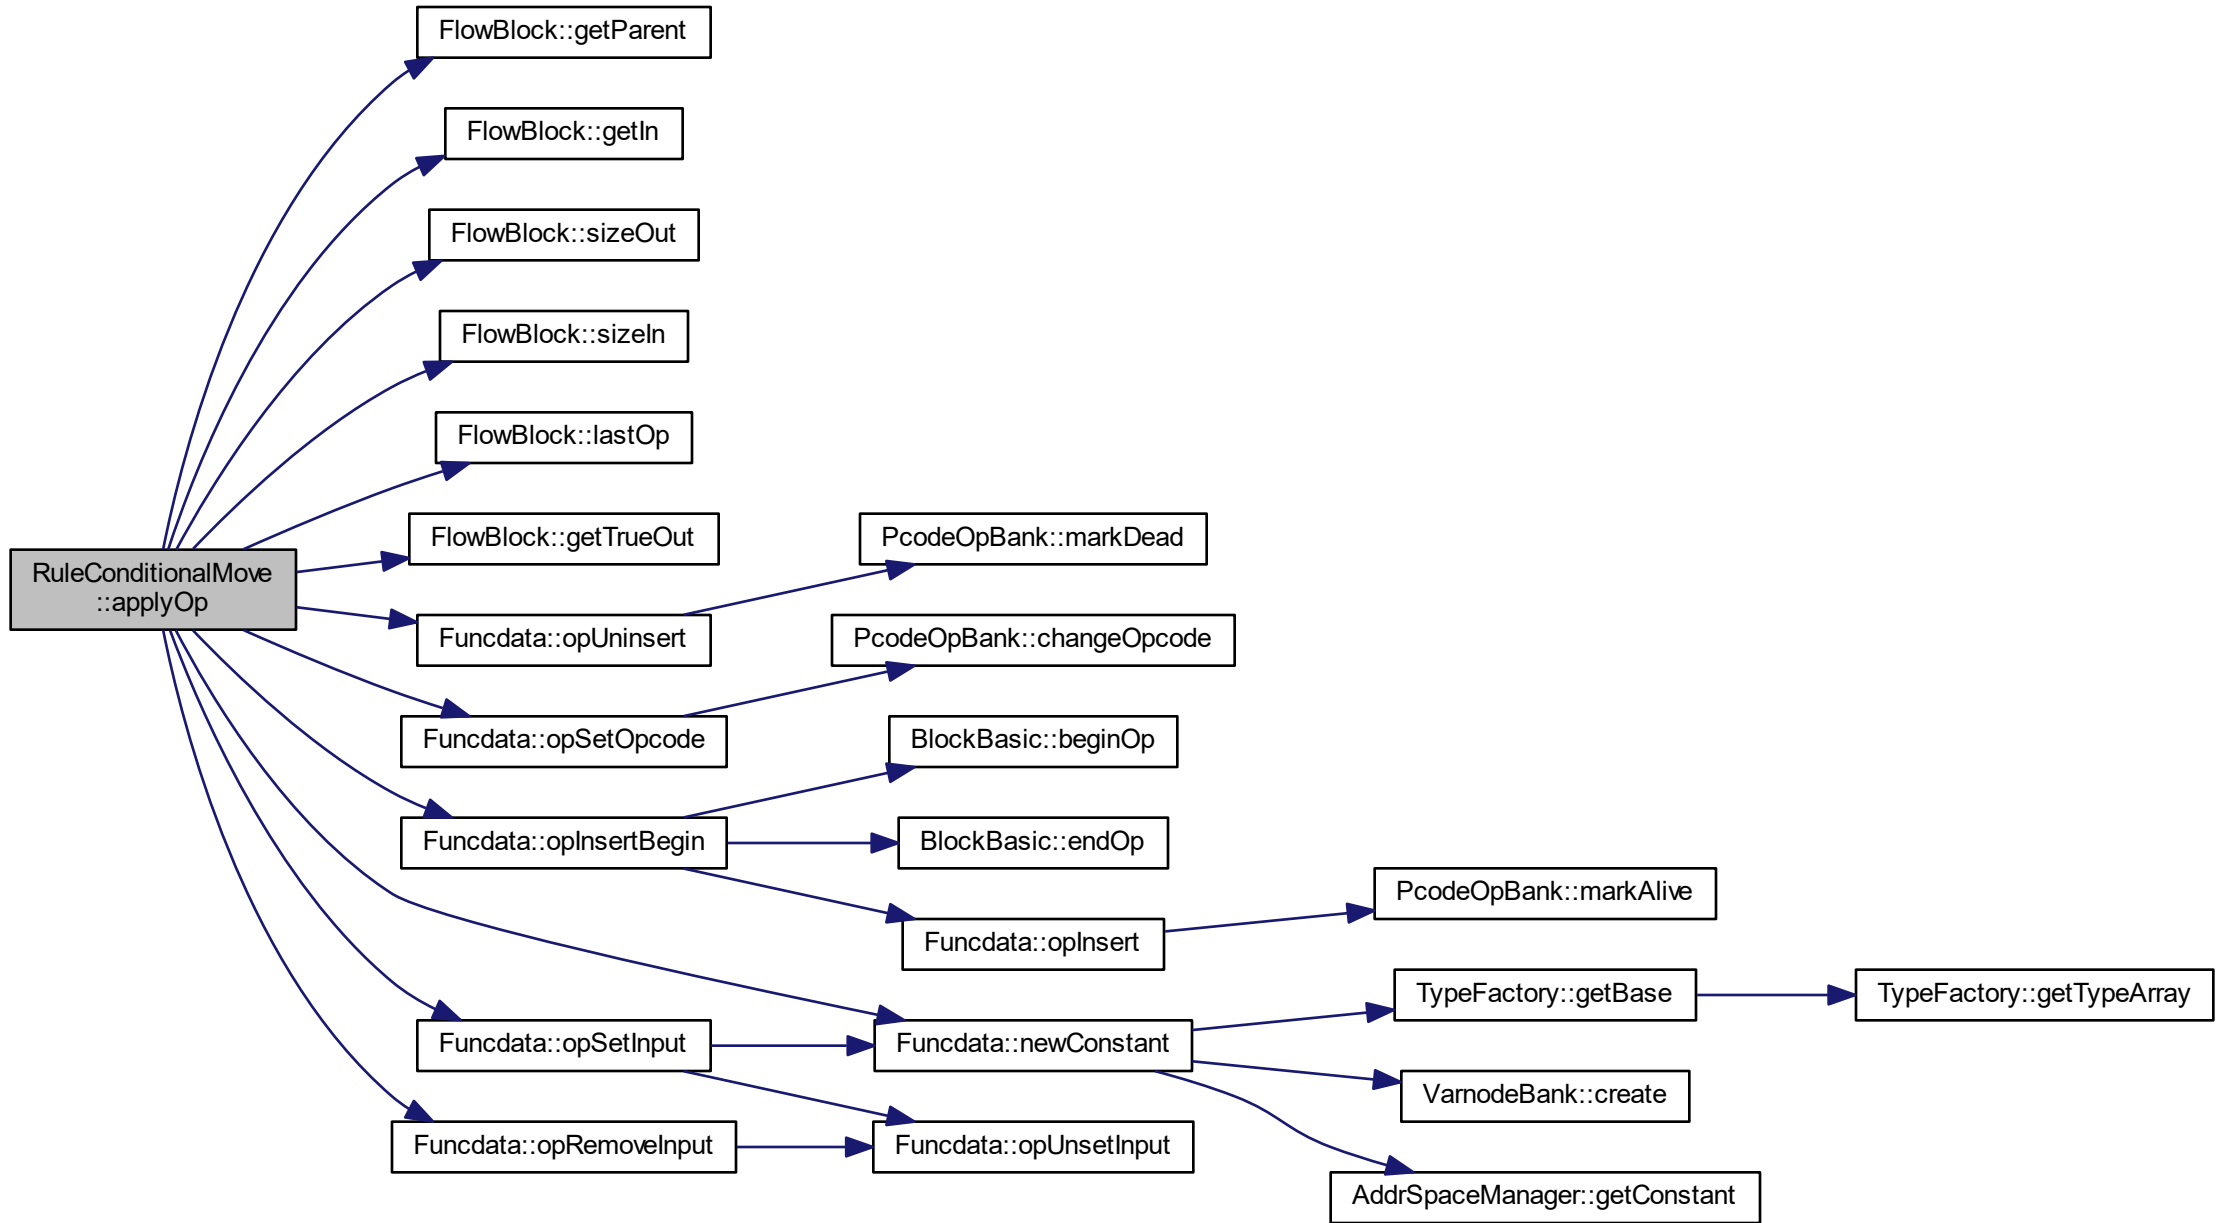 FlowBlock::getParent
FlowBlock::getIn
FlowBlock::sizeOut
FlowBlock::sizeIn
FlowBlock::lastOp
RuleConditionalMove
::applyOp
FlowBlock::getTrueOut
PcodeOpBank::markDead
Funcdata::opUninsert
PcodeOpBank::changeOpcode
Funcdata::opSetOpcode
BlockBasic::beginOp
Funcdata::opInsertBegin
BlockBasic::endOp
PcodeOpBank::markAlive
Funcdata::opInsert
TypeFactory::getBase
TypeFactory::getTypeArray
Funcdata::opSetInput
Funcdata::newConstant
VarnodeBank::create
Funcdata::opRemoveInput
Funcdata::opUnsetInput
AddrSpaceManager::getConstant